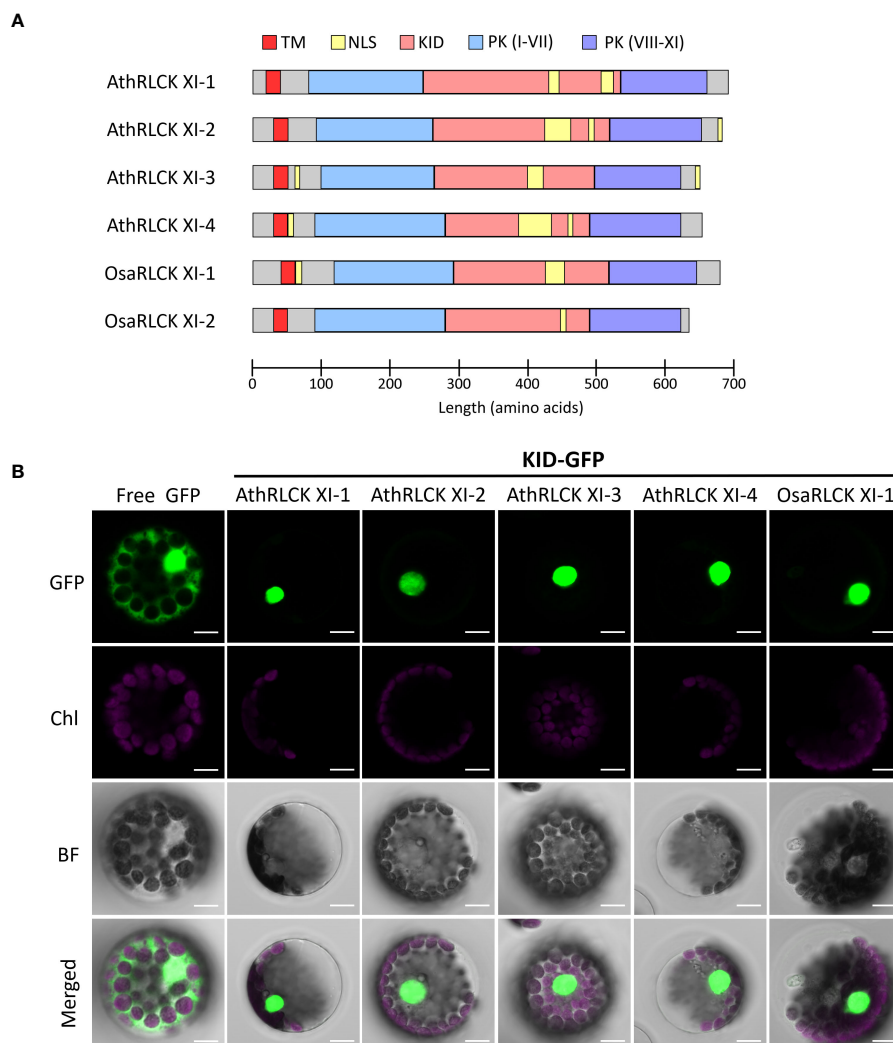 A
TM NLS KID PK (I-VII) PK (VIII-XI)
AthRLCK XI-1
AthRLCK XI-2
AthRLCK XI-3
AthRLCK XI-4
OsaRLCK XI-1
OsaRLCK XI-2
0 100 200 300 400 500 600 700
Length (amino acids)
B
KID-GFP
Free GFP AthRLCK XI-1 AthRLCK XI-2 AthRLCK XI-3 AthRLCK XI-4 OsaRLCK XI-1
GFP
Chl
BF
Merged